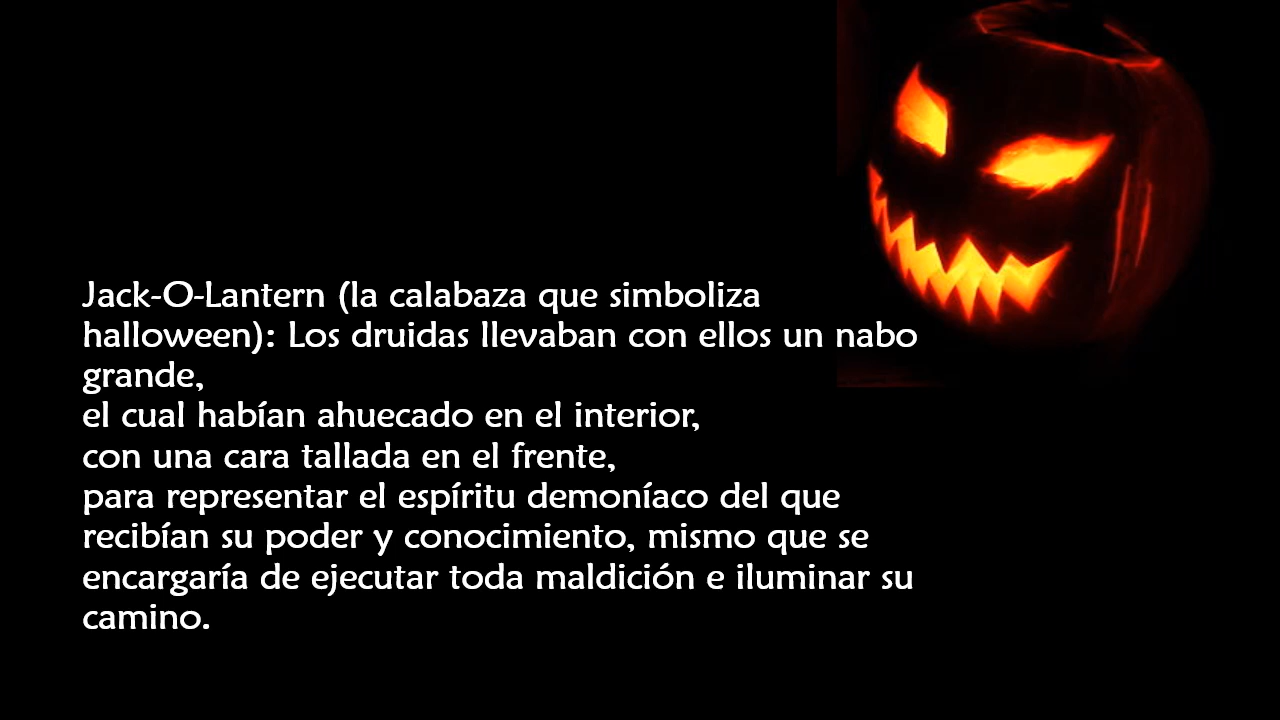 Jack-O-Lantern (la calabaza que simboliza
halloween): Los druidas llevaban con ellos un nabo
grande,
el cual habían ahuecado en el interior,
con una cara tallada en el frente,
para representar el espíritu demoníaco del que
recibían su poder y conocimiento, mismo que se
encargaría de ejecutar toda maldición e iluminar su
camino.